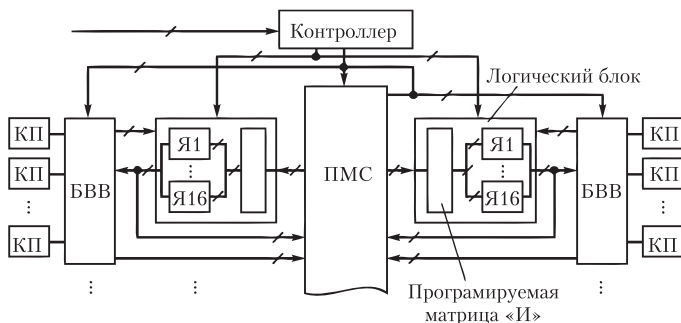 Контроллер
Логический блок
КП
КП
⋮
КП
БВВ
Я1
⋮
Я16
ПМС
Я1
⋮
Я16
БВВ
КП
КП
⋮
КП
Програмируемая
матрица «И»
⋮
⋮
⋮
⋮